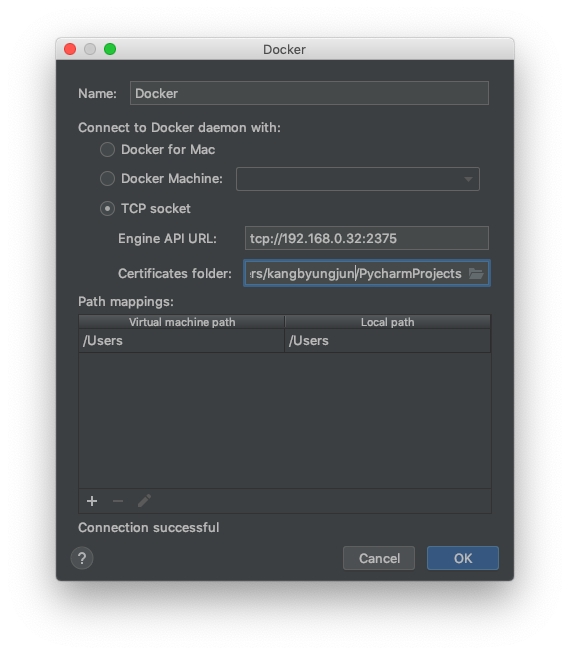 Docker
Name: Docker
Connect to Docker daemon with:
Docker for Mac
Docker Machine:
TCP socket
Engine API URL: tcp://192.168.0.32:2375
Certificates folder: rs/kangbyungjun/PycharmProjects
Path mappings:
Virtual machine path Local path
/Users /Users
Connection successful
? Cancel OK